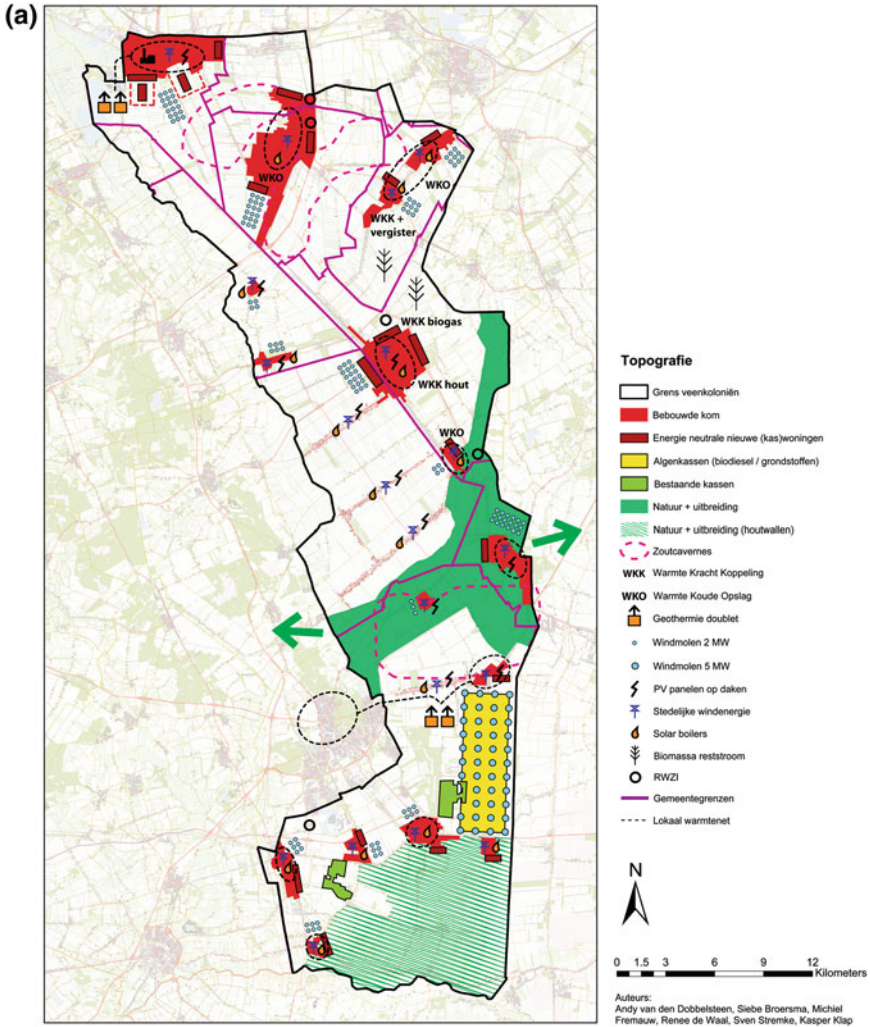 (a)
WKO
WKO
WKK +
vergister
WKK biogas
WKK hout
WKO
Topografie
Grens veenkoloniën
Bebouwde kom
Energie neutrale nieuwe (kas)woningen
Algenkassen (biodiesel / grondstoffen)
Bestaande kassen
Natuur + uitbreiding
Natuur + uitbreiding (houtwallen)
Zoutcavernes
WKK Warmte Kracht Koppeling
WKO Warmte Koude Opslag
Geothermie doublet
Windmolen 2 MW
Windmolen 5 MW
PV panelen op daken
Stedelijke windenergie
Solar boilers
Biomassa reststroom
RWZI
Gemeentegrenzen
Lokaal warmtenet
N
0 1.5 3 6 9 12
Kilometers
Auteurs:
Andy van den Dobbelsteen, Siebe Broersma, Michiel
Fremauw, Renee de Waal, Sven Stremke, Kasper Klap